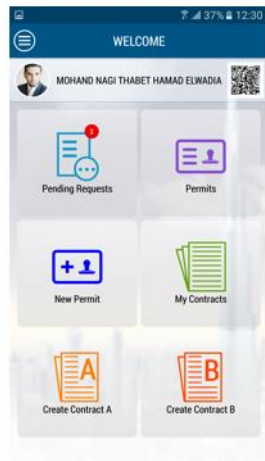 37% 12:30
WELCOME
MOHAND NAGI THABET HAMAD ELWADIA
3
Pending Requests
Permits
New Permit
My Contracts
A
Create Contract A
B
Create Contract B